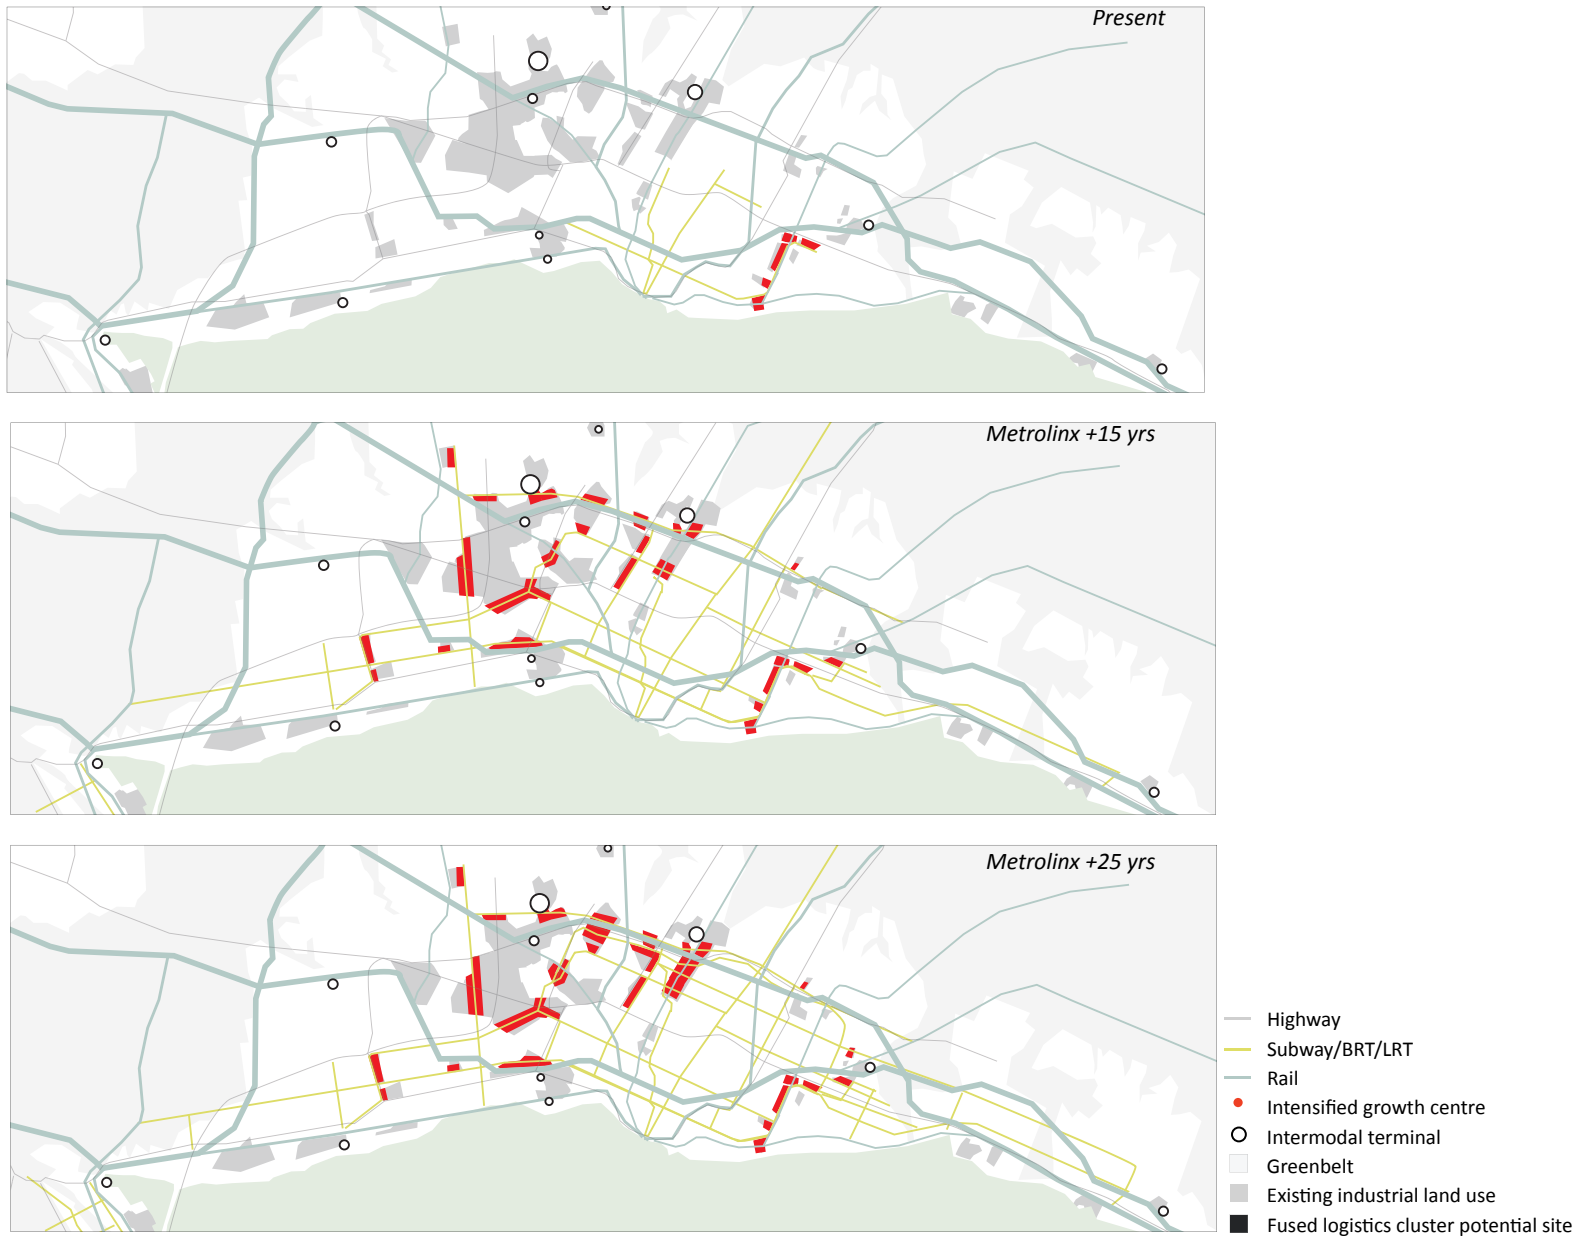 Present
Metrolinx +15 yrs
Metrolinx +25 yrs
Highway
Subway/BRT/LRT
Rail
Intensified growth centre
Intermodal terminal
Greenbelt
Existing industrial land use
Fused logistics cluster potential site